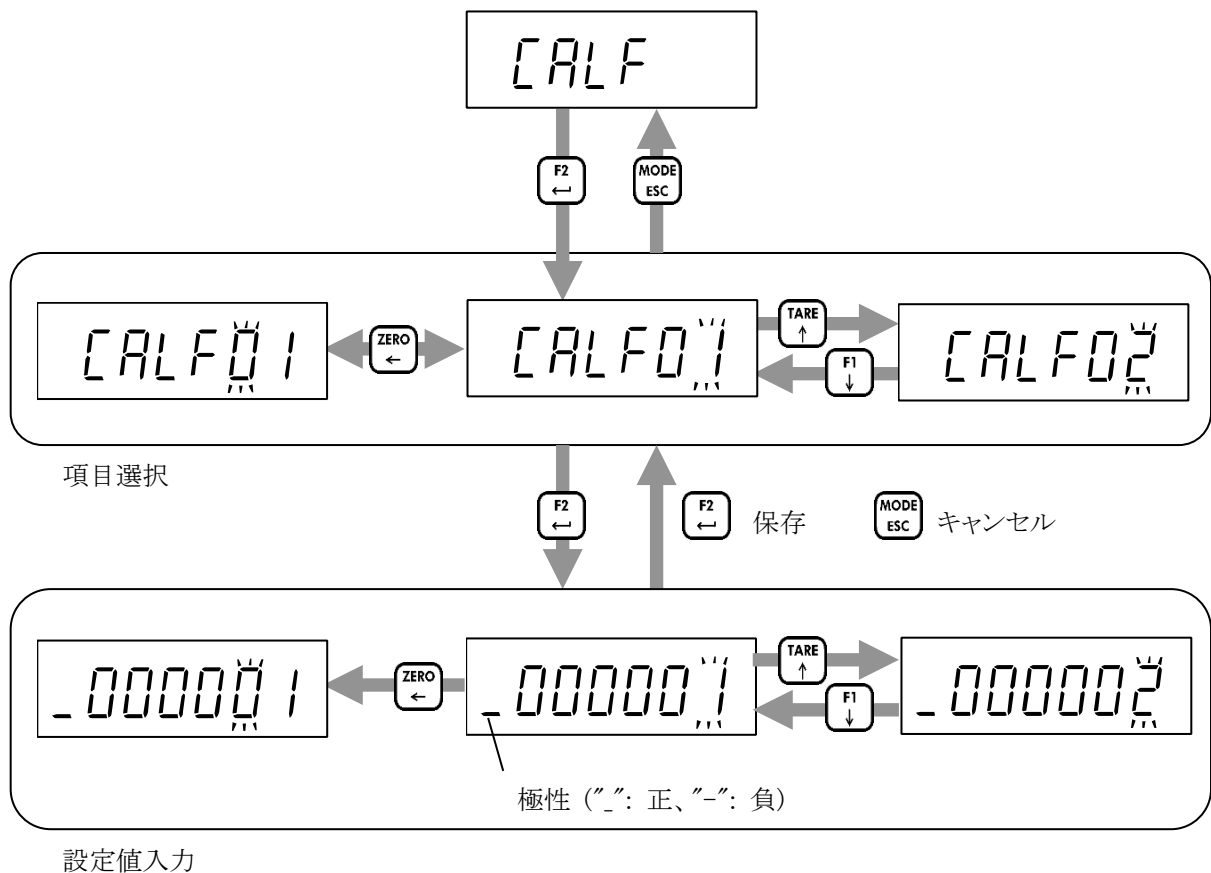 CALF
F2
←┘
MODE
ESC
CALF01
ZERO
←
CALF01
TARE
↑
F1
↓
CALF02
項目選択
F2
←┘
F2
←┘
保存
MODE
ESC
キャンセル
_000001
ZERO
←
_000001
TARE
↑
F1
↓
_000002
極性 ("_": 正、"-": 負)
設定値入力